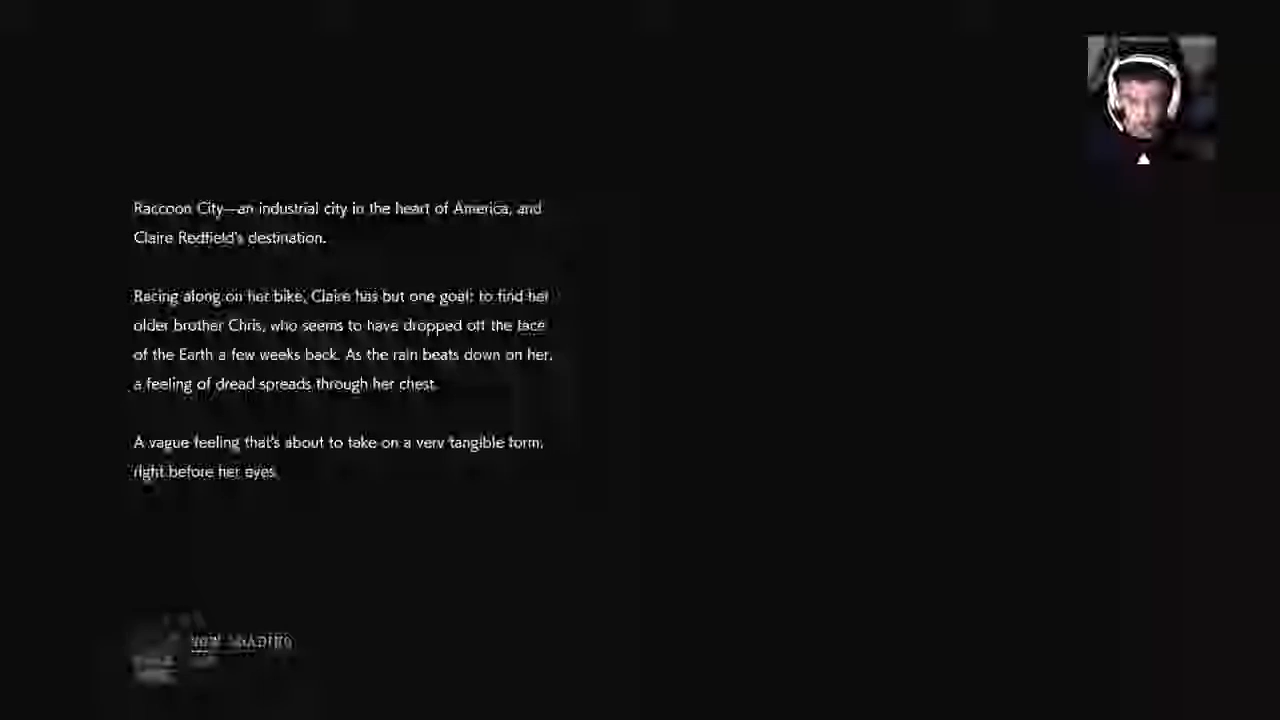 Raccoon City—an industrial city in the heart of America, and
Claire Redfield's destination.
Racing along on her bike, Claire has but one goal: to find her
older brother Chris, who seems to have dropped off the face
of the Earth a few weeks back. As the rain beats down on her,
a feeling of dread spreads through her chest.
A vague feeling that's about to take on a very tangible form,
right before her eyes.
NOW LOADING